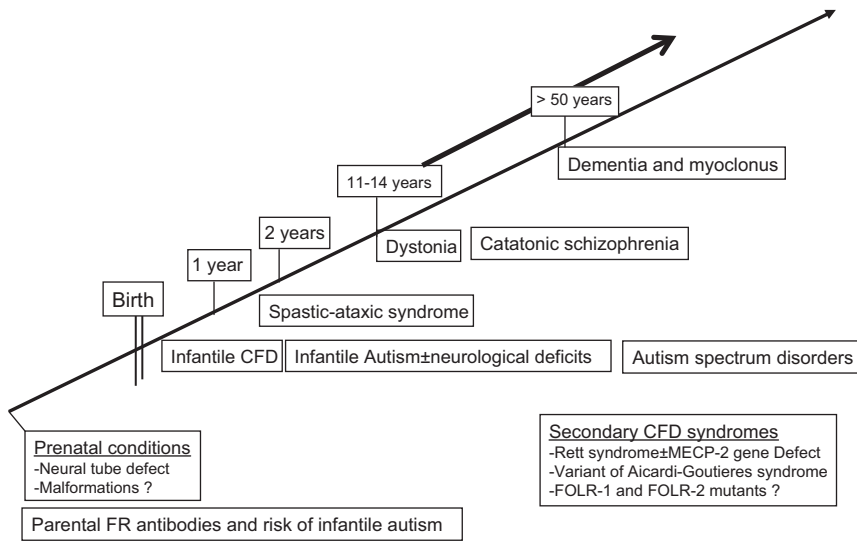 > 50 years
Dementia and myoclonus
11-14 years
2 years
Dystonia
Catatonic schizophrenia
1 year
Birth
Spastic-ataxic syndrome
Infantile CFD
Infantile Autism±neurological deficits
Autism spectrum disorders
Prenatal conditions
-Neural tube defect
-Malformations ?
Secondary CFD syndromes
-Rett syndrome±MECP-2 gene Defect
-Variant of Aicardi-Goutieres syndrome
-FOLR-1 and FOLR-2 mutants ?
Parental FR antibodies and risk of infantile autism